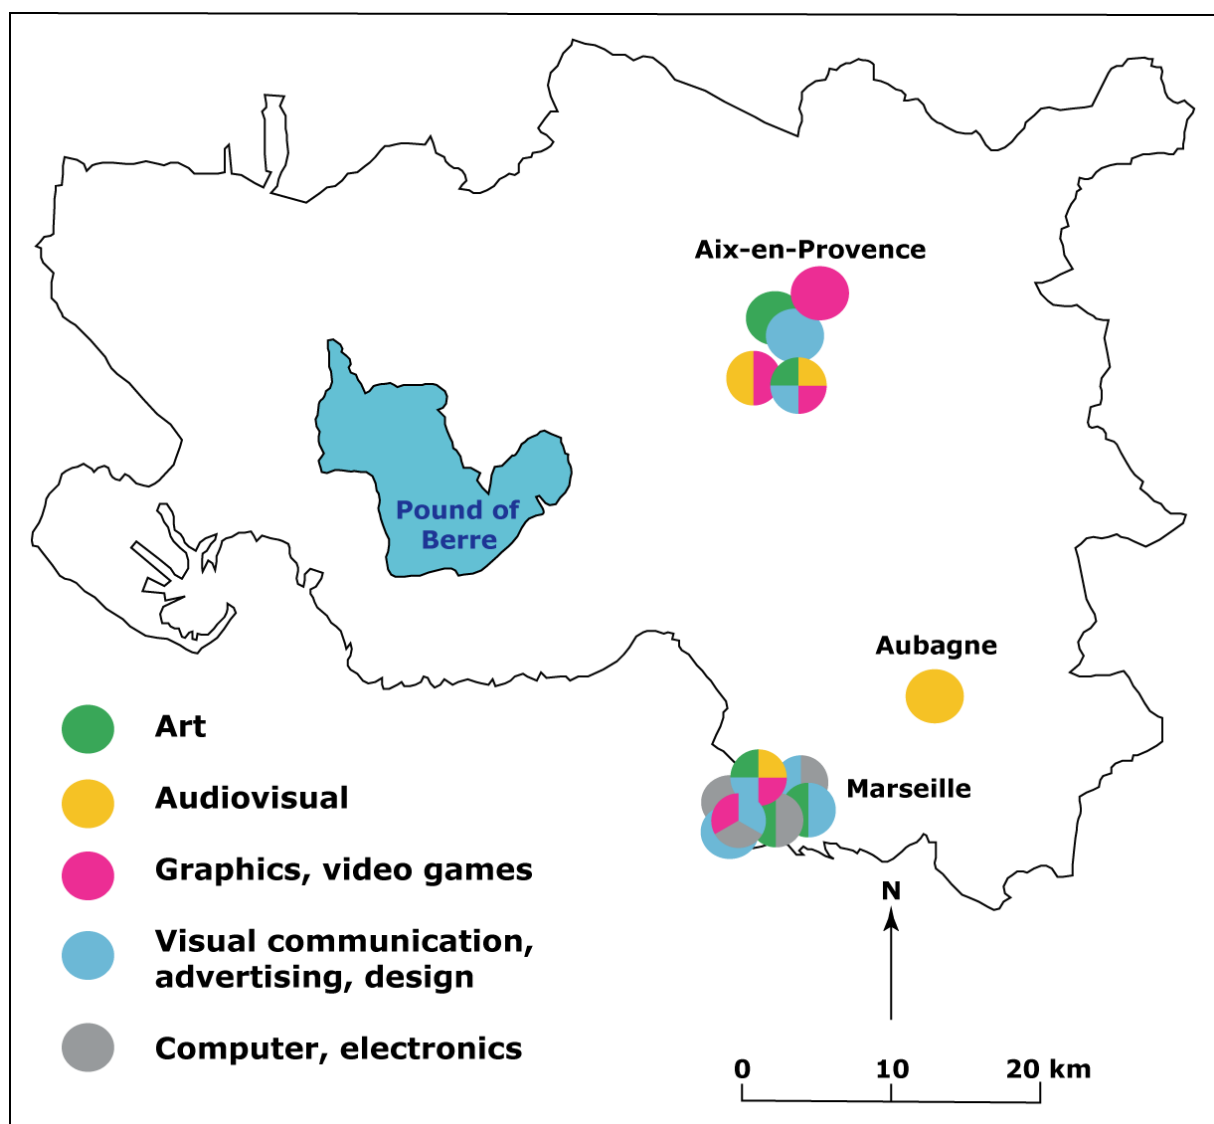 Aix-en-Provence
Pound of
Berre
Aubagne
Marseille
Art
Audiovisual
Graphics, video games
Visual communication,
advertising, design
Computer, electronics
N
0 10 20 km